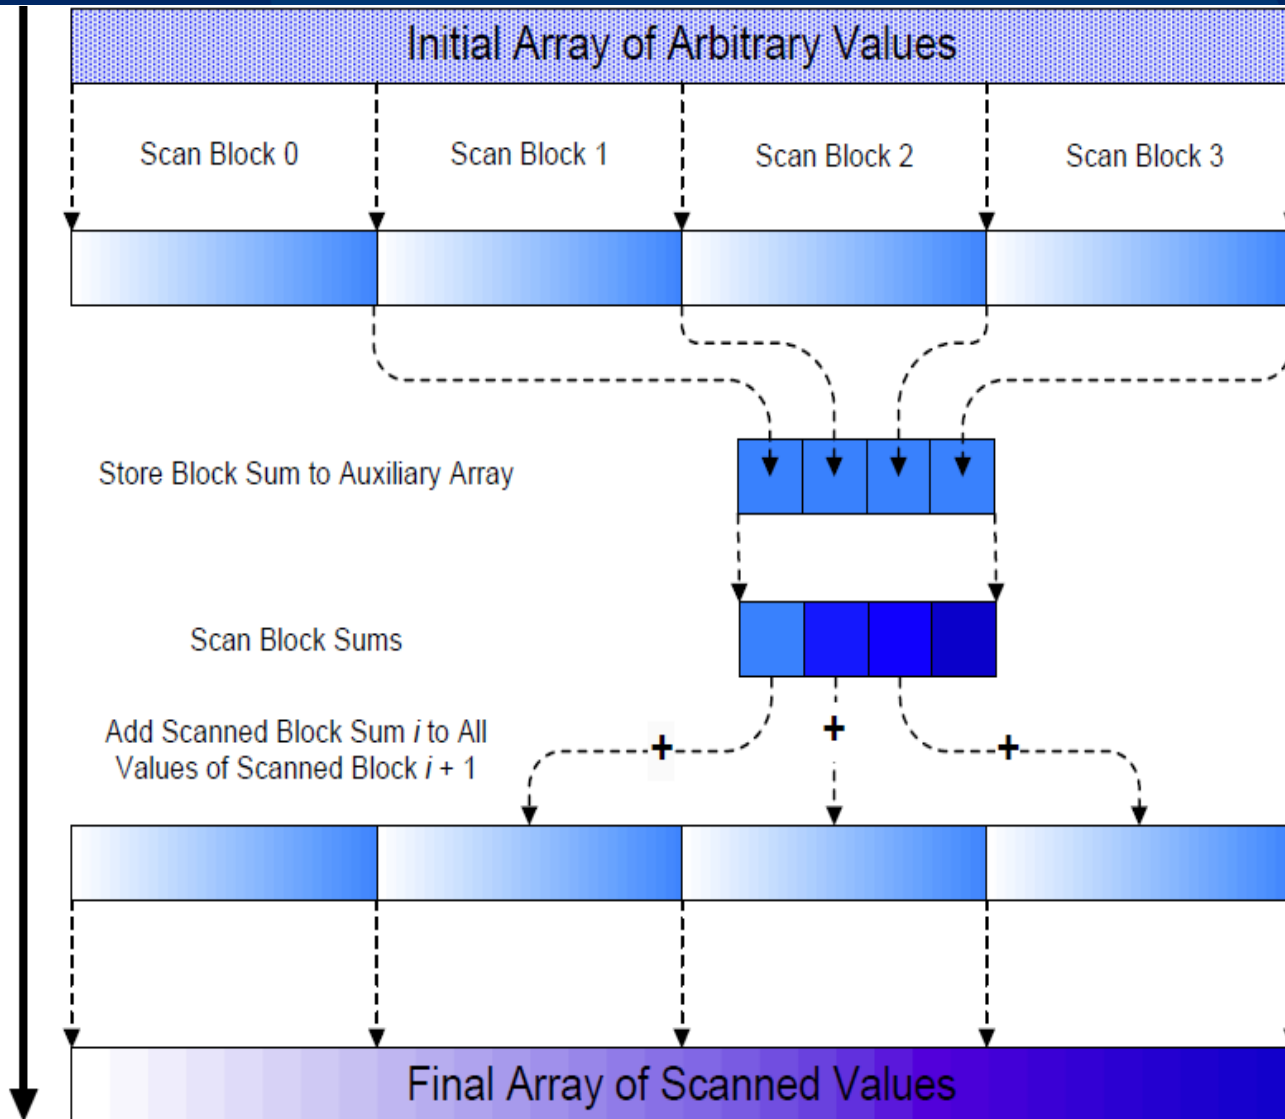 Initial Array of Arbitrary Values
Scan Block 0
Scan Block 1
Scan Block 2
Scan Block 3
Store Block Sum to Auxiliary Array
Scan Block Sums
Add Scanned Block Sum i to All
Values of Scanned Block i + 1
+
+
+
Final Array of Scanned Values